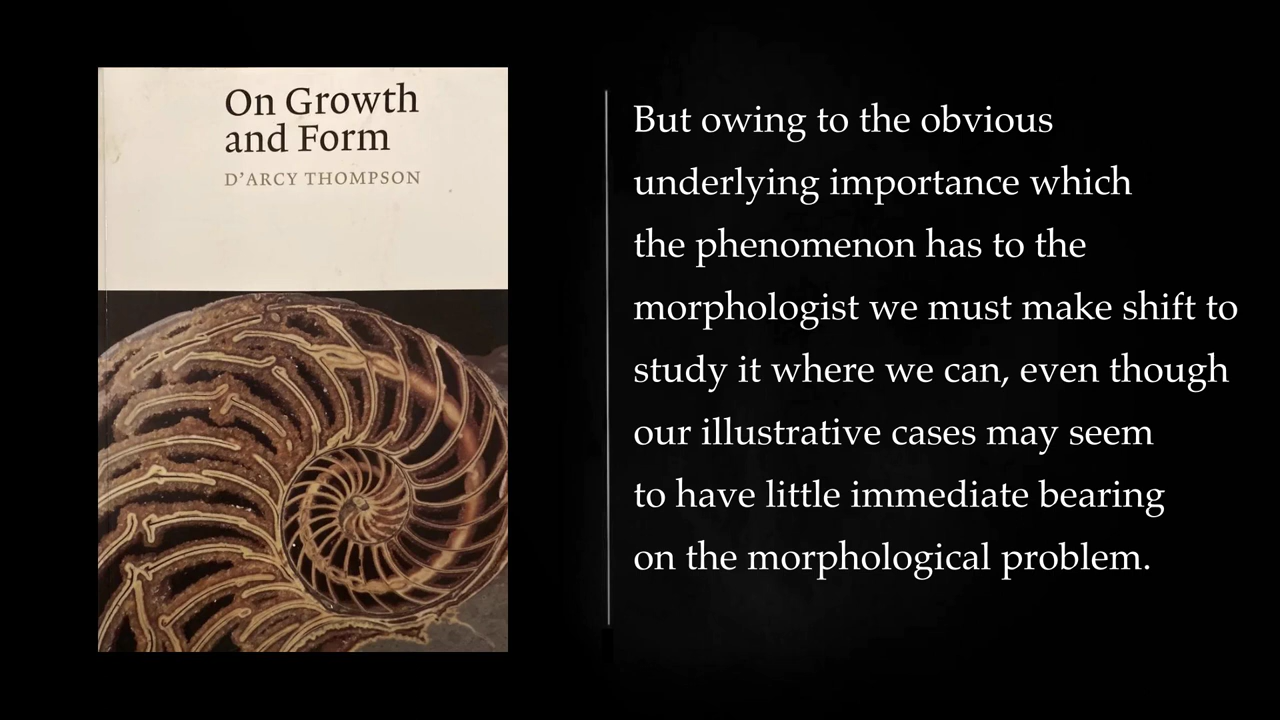 On Growth
and Form
D'ARCY THOMPSON
But owing to the obvious
underlying importance which
the phenomenon has to the
morphologist we must make shift to
study it where we can, even though
our illustrative cases may seem
to have little immediate bearing
on the morphological problem.